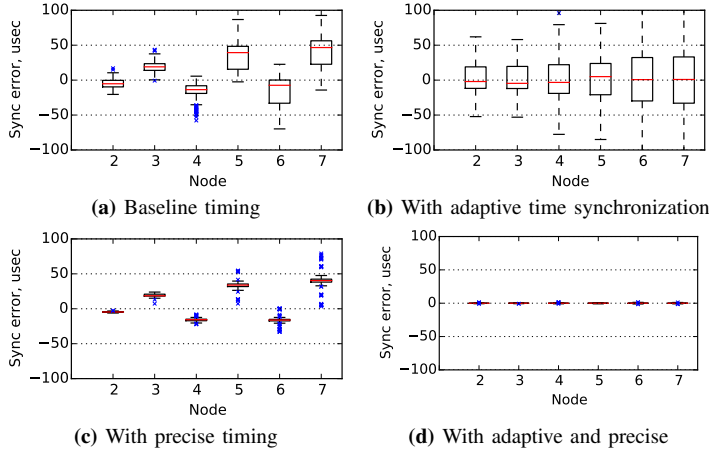 100
50
0
−50
−100
Sync error, usec
2 3 4 5 6 7
Node
(a) Baseline timing
100
50
0
−50
−100
Sync error, usec
2 3 4 5 6 7
Node
(b) With adaptive time synchronization
100
50
0
−50
−100
Sync error, usec
2 3 4 5 6 7
Node
(c) With precise timing
100
50
0
−50
−100
Sync error, usec
2 3 4 5 6 7
Node
(d) With adaptive and precise